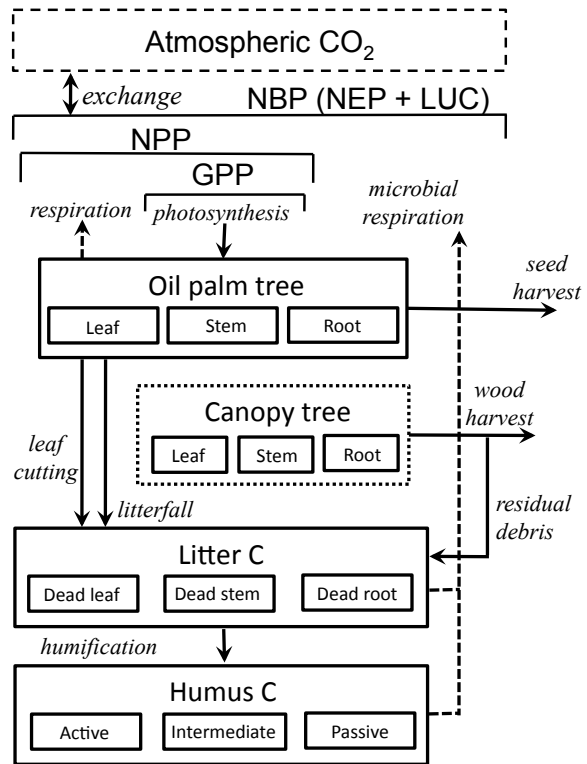 Atmospheric CO₂
exchange
NBP (NEP + LUC)
NPP
GPP
respiration
photosynthesis
microbial
respiration
Oil palm tree
Leaf
Stem
Root
seed
harvest
Canopy tree
Leaf
Stem
Root
wood
harvest
leaf
cutting
litterfall
residual
debris
Litter C
Dead leaf
Dead stem
Dead root
humification
Humus C
Active
Intermediate
Passive